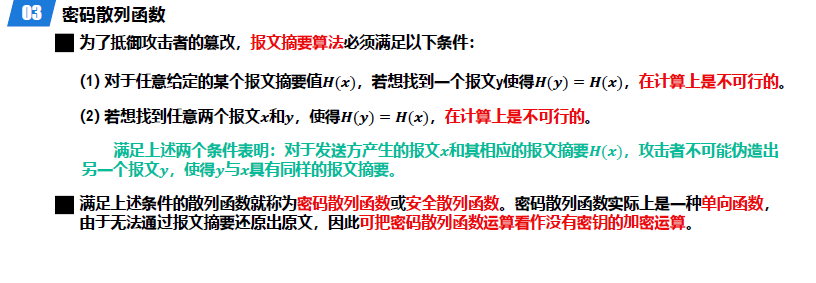 03 密码散列函数
为了抵御攻击者的篡改，报文摘要算法必须满足以下条件：
(1) 对于任意给定的某个报文摘要值H(x)，若想找到一个报文y使得H(y) = H(x)，在计算上是不可行的。
(2) 若想找到任意两个报文x和y，使得H(y) = H(x)，在计算上是不可行的。
满足上述两个条件表明：对于发送方产生的报文x和其相应的报文摘要H(x)，攻击者不可能伪造出
另一个报文y，使得y与x具有同样的报文摘要。
满足上述条件的散列函数就称为密码散列函数或安全散列函数。密码散列函数实际上是一种单向函数，
由于无法通过报文摘要还原出原文，因此可把密码散列函数运算看作没有密钥的加密运算。